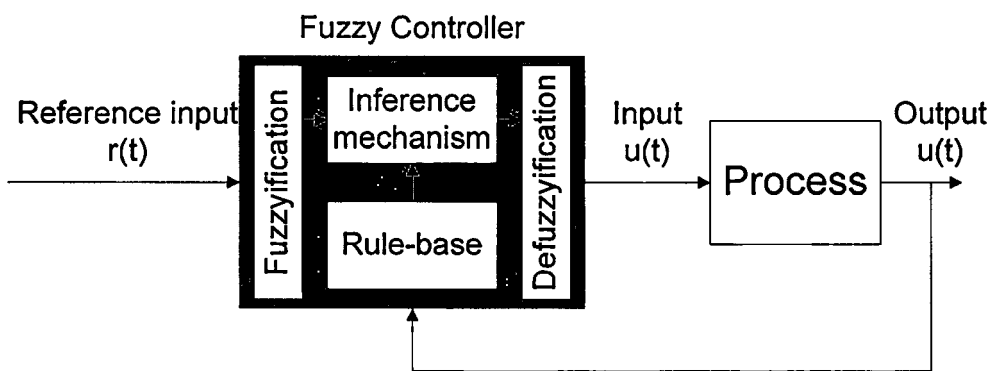 Fuzzy Controller
Reference input
r(t)
Fuzzyification
Inference
mechanism
Rule-base
Defuzzyification
Input
u(t)
Process
Output
u(t)